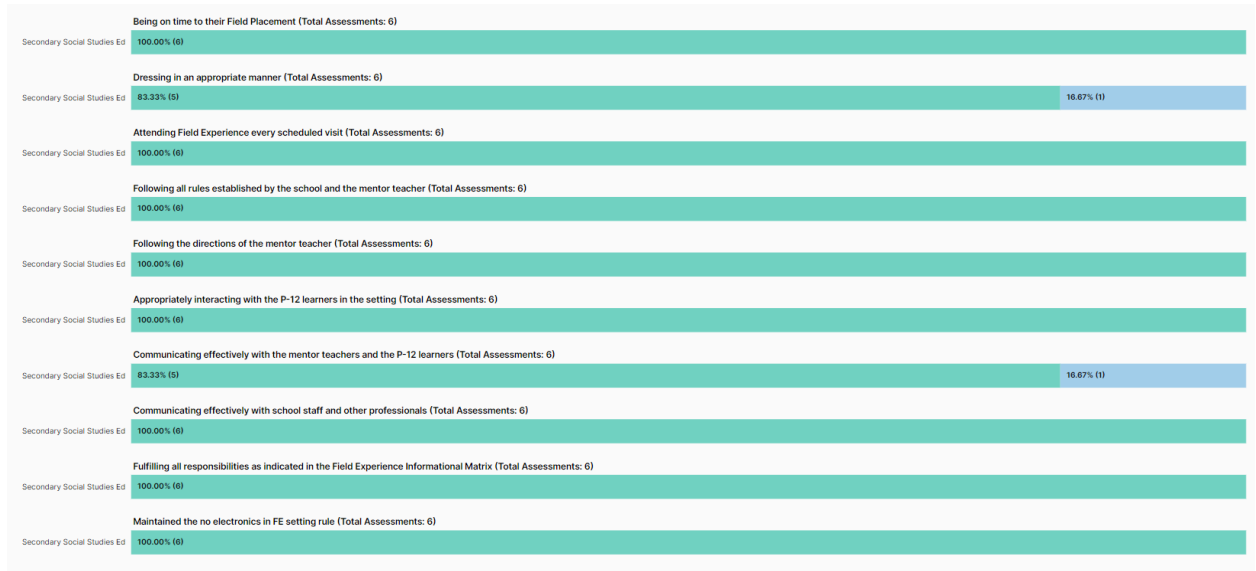 Being on time to their Field Placement (Total Assessments: 6)
Secondary Social Studies Ed 100.00% (6)
Dressing in an appropriate manner (Total Assessments: 6)
Secondary Social Studies Ed 83.33% (5) 16.67% (1)
Attending Field Experience every scheduled visit (Total Assessments: 6)
Secondary Social Studies Ed 100.00% (6)
Following all rules established by the school and the mentor teacher (Total Assessments: 6)
Secondary Social Studies Ed 100.00% (6)
Following the directions of the mentor teacher (Total Assessments: 6)
Secondary Social Studies Ed 100.00% (6)
Appropriately interacting with the P-12 learners in the setting (Total Assessments: 6)
Secondary Social Studies Ed 100.00% (6)
Communicating effectively with the mentor teachers and the P-12 learners (Total Assessments: 6)
Secondary Social Studies Ed 83.33% (5) 16.67% (1)
Communicating effectively with school staff and other professionals (Total Assessments: 6)
Secondary Social Studies Ed 100.00% (6)
Fulfilling all responsibilities as indicated in the Field Experience Informational Matrix (Total Assessments: 6)
Secondary Social Studies Ed 100.00% (6)
Maintained the no electronics in FE setting rule (Total Assessments: 6)
Secondary Social Studies Ed 100.00% (6)